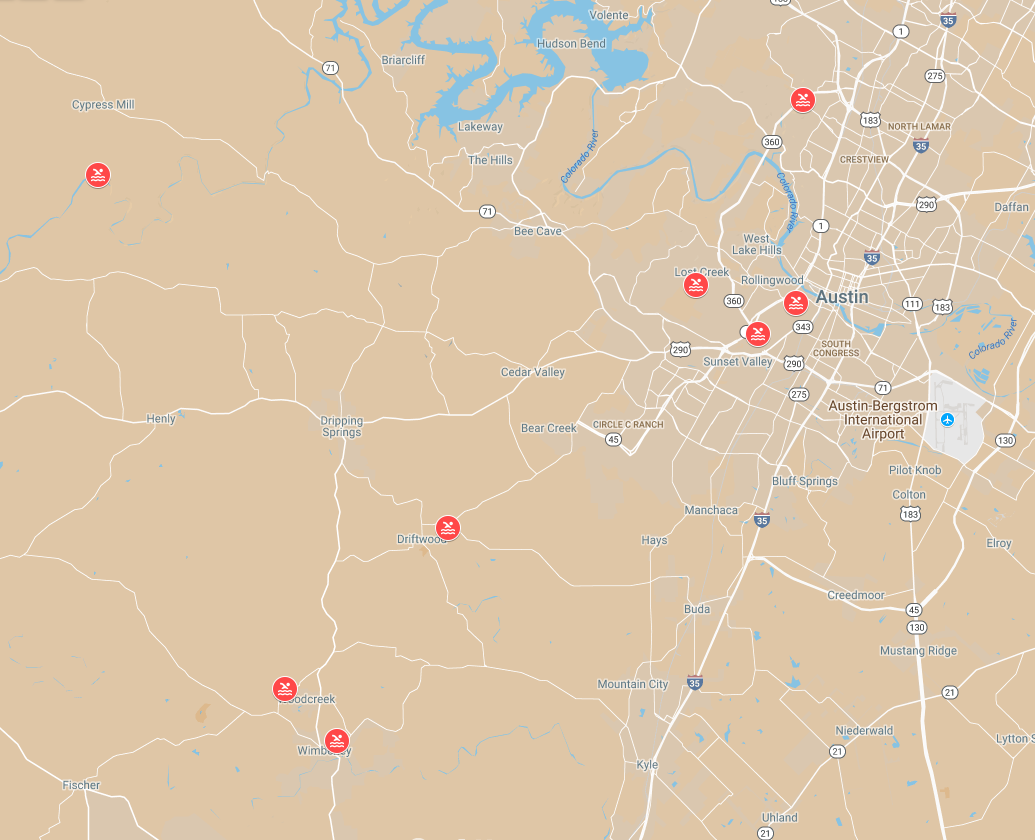 Volente
35
1
Hudson Bend
Briarcliff
71
275
Cypress Mill
183
NORTH LAMAR
Lakeway
360
35
The Hills
Colorado River
CRESTVIEW
Colorado River
290
Daffan
71
1
Bee Cave
West
Lake Hills
35
Lost Creek
Rollingwood
360
Austin
111
183
343
Colorado River
290
SOUTH
CONGRESS
Sunset Valley
290
Cedar Valley
71
275
Austin-Bergstrom
International
Airport
Henly
Dripping
Springs
Bear Creek
CIRCLE C RANCH
45
130
Pilot Knob
Bluff Springs
Colton
Manchaca
183
35
Driftwood
Hays
Elroy
Creedmoor
Buda
45
130
Mustang Ridge
Mountain City
35
21
Woodcreek
Niederwald
Lytton S
Wimberley
21
Kyle
Fischer
Uhland
21